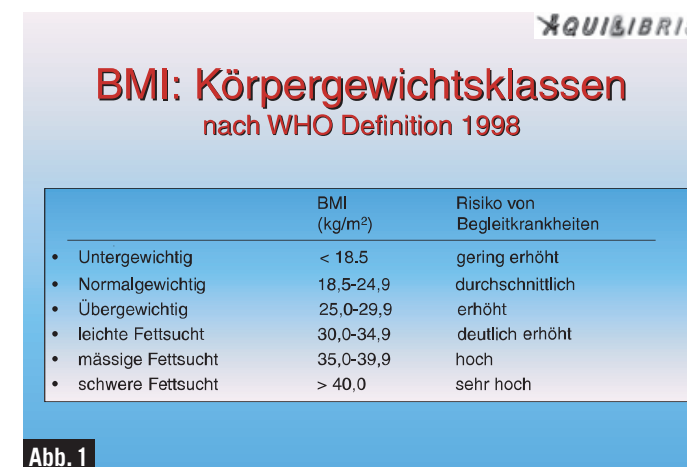 AQUILIBRI
BMI: Körpergewichtsklassen
nach WHO Definition 1998
BMI Risiko von
(kg/m²) Begleitkrankheiten
• Untergewichtig < 18.5 gering erhöht
• Normalgewichtig 18,5-24,9 durchschnittlich
• Übergewichtig 25,0-29,9 erhöht
• leichte Fettsucht 30,0-34,9 deutlich erhöht
• mässige Fettsucht 35,0-39,9 hoch
• schwere Fettsucht > 40,0 sehr hoch
Abb. 1